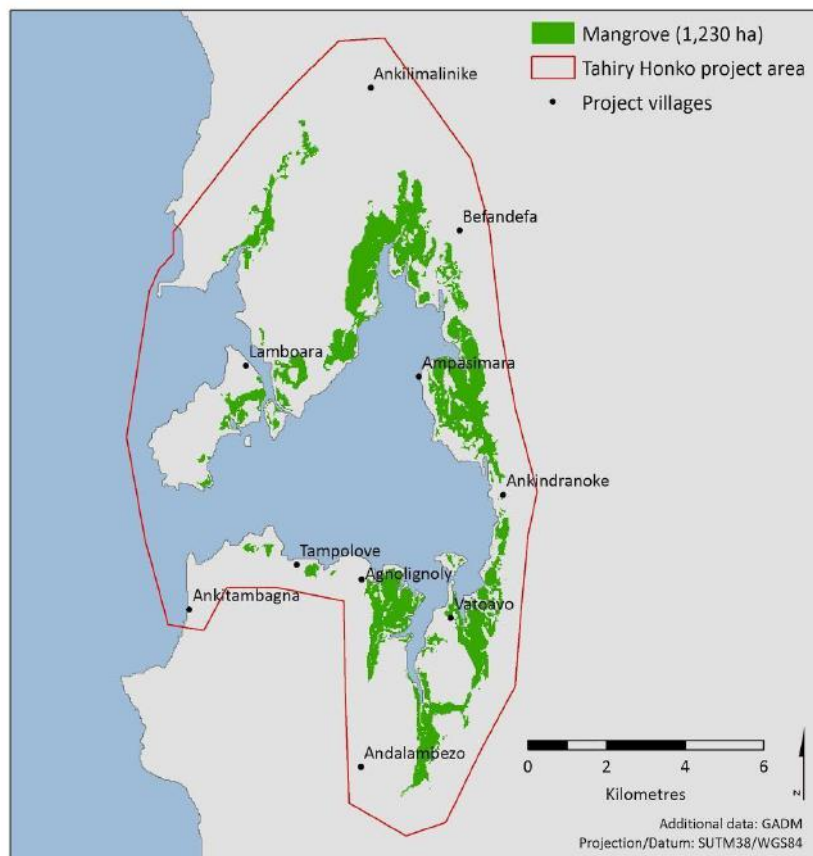 Mangrove (1,230 ha)
Tahiry Honko project area
Project villages
Ankilimalinike
Befandefa
Lamboara
Ampasimara
Ankindranoke
Tampolove
Agnolignoly
Ankitambagna
Vatoavo
Andalambezo
0 2 4 6
Kilometres
N
Additional data: GADM
Projection/Datum: SUTM38/WGS84